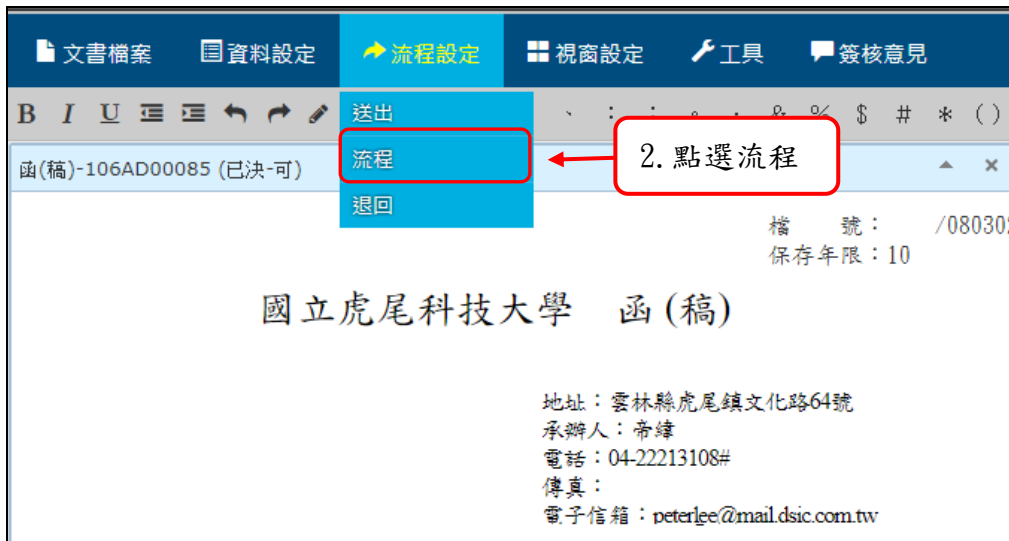 文書檔案 資料設定 流程設定 視窗設定 工具 簽核意見
B I U 送出 、 : ; 。 . & % $ # * ()
函(稿)-106AD00085 (已決-可) 流程 2.點選流程
退回
檔 號： /080302
保存年限：10
國立虎尾科技大學 函(稿)
地址：雲林縣虎尾鎮文化路64號
承辦人：帝緯
電話：04-22213108#
傳真：
電子信箱：peterlee@mail.dsic.com.tw